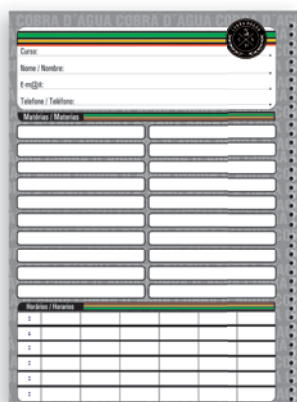 COBRA D'AGUA COBRA D'AGUA
Curso:
Nome / Nombre:
E-m@il:
Telefone / Teléfono:
Matérias / Materias
Horários / Horarios
:
:
:
:
:
: